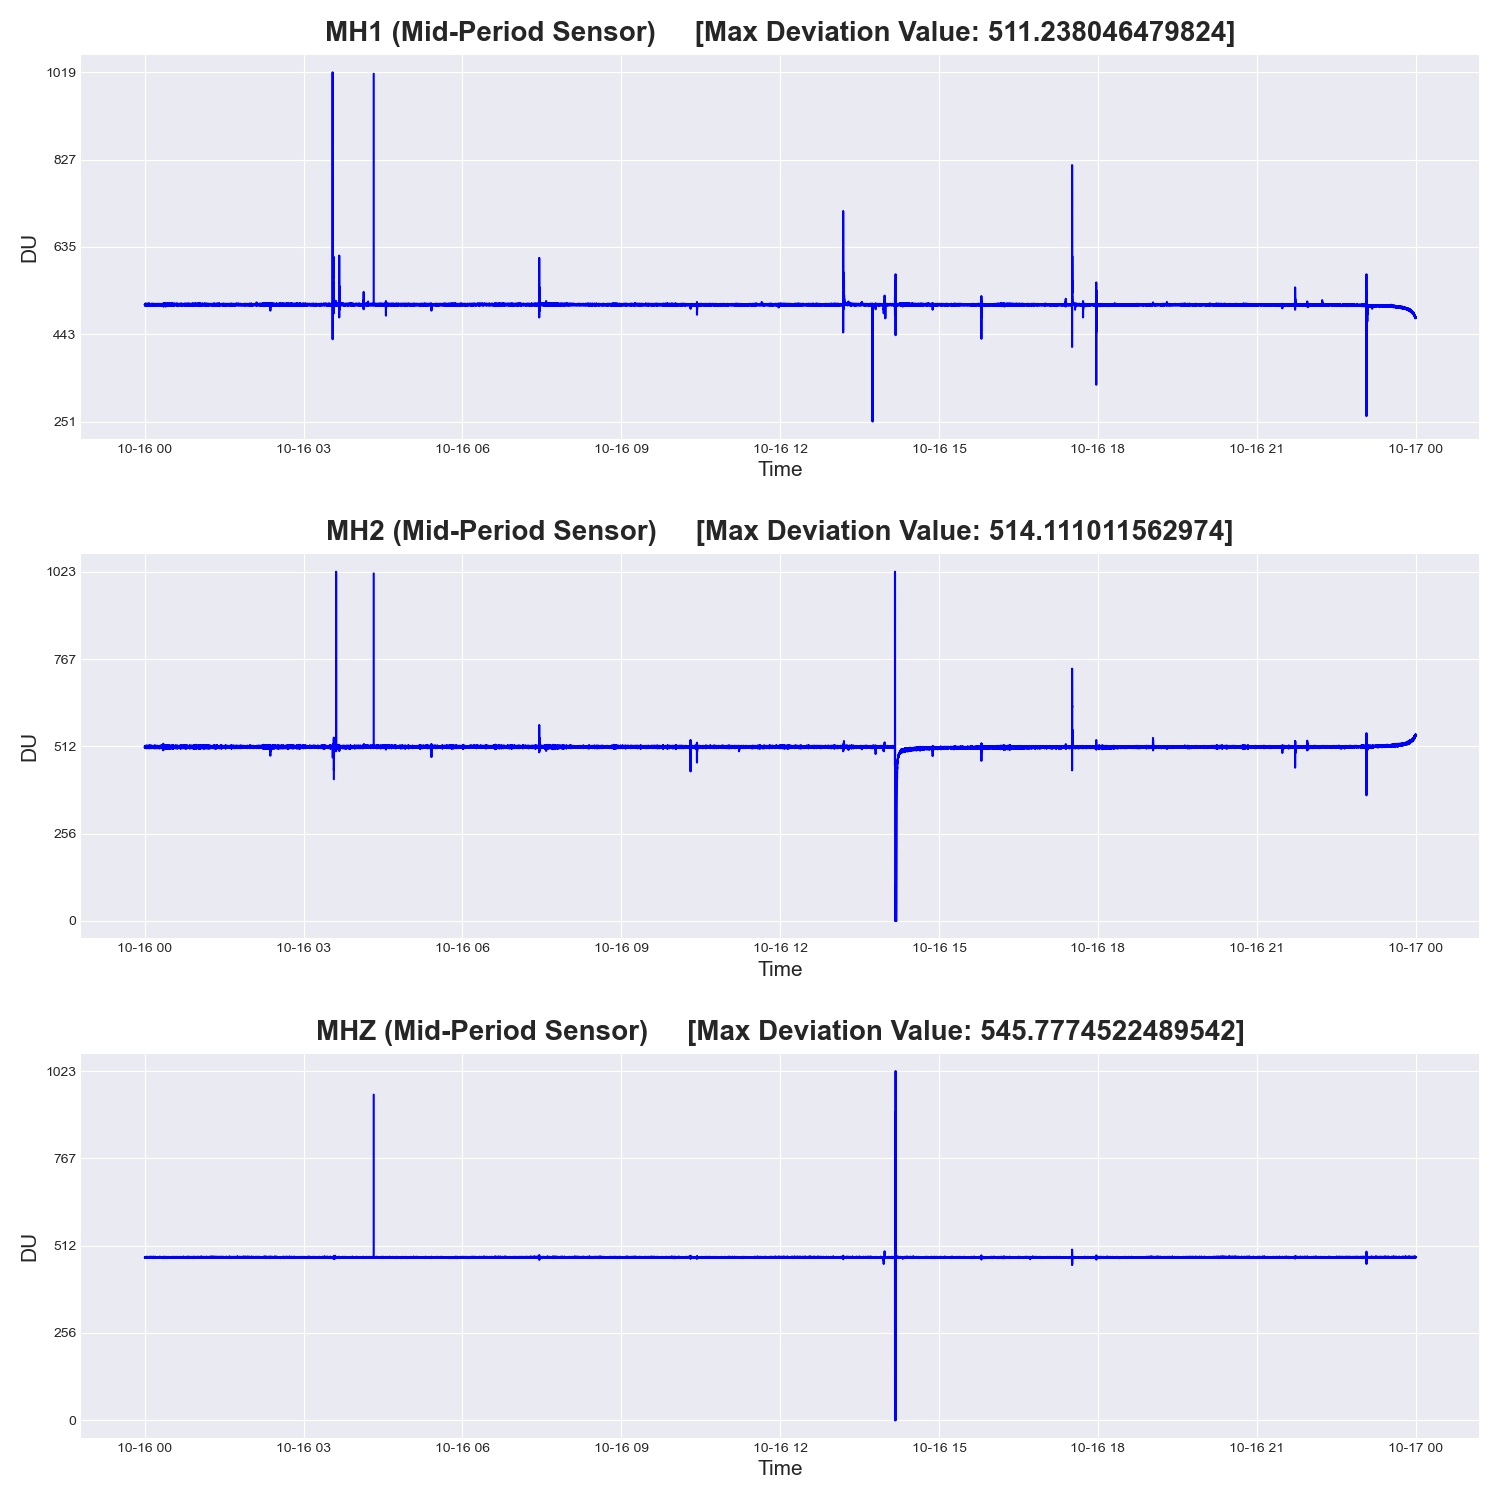 MH1 (Mid-Period Sensor) [Max Deviation Value: 511.238046479824]
1019
827
635
443
251
DU
10-16 00 10-16 03 10-16 06 10-16 09 10-16 12 10-16 15 10-16 18 10-16 21 10-17 00
Time
MH2 (Mid-Period Sensor) [Max Deviation Value: 514.111011562974]
1023
767
512
256
0
DU
10-16 00 10-16 03 10-16 06 10-16 09 10-16 12 10-16 15 10-16 18 10-16 21 10-17 00
Time
MHZ (Mid-Period Sensor) [Max Deviation Value: 545.7774522489542]
1023
767
512
256
0
DU
10-16 00 10-16 03 10-16 06 10-16 09 10-16 12 10-16 15 10-16 18 10-16 21 10-17 00
Time